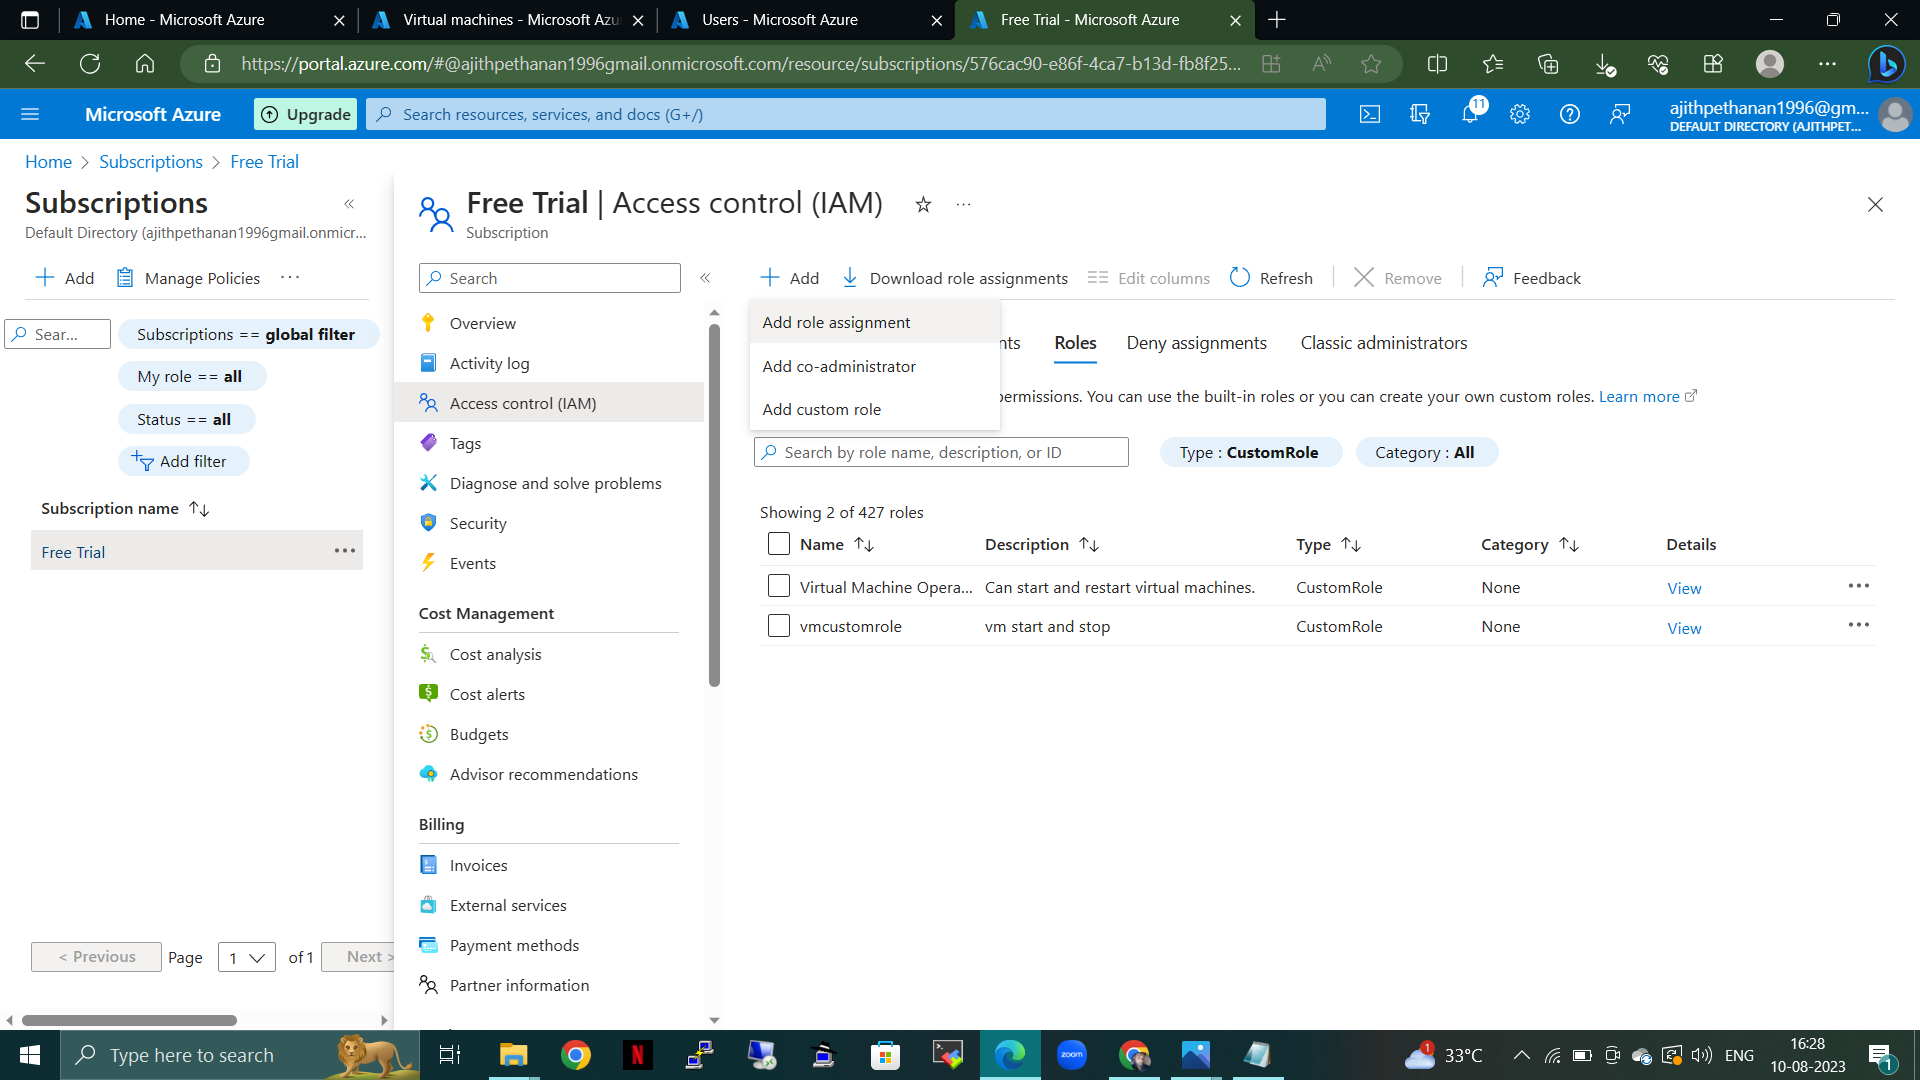 Home - Microsoft Azure
Virtual machines - Microsoft Azu
Users - Microsoft Azure
Free Trial - Microsoft Azure
https://portal.azure.com/#@ajithpethanan1996gmail.onmicrosoft.com/resource/subscriptions/576cac90-e86f-4ca7-b13d-fb8f25...
Microsoft Azure
Upgrade
Search resources, services, and docs (G+/)
11
ajithpethanan1996@gm...
DEFAULT DIRECTORY (AJITHPET...
Home > Subscriptions > Free Trial
Subscriptions
Default Directory (ajithpethanan1996gmail.onmicr...
Add
Manage Policies
Sear...
Subscriptions == global filter
My role == all
Status == all
Add filter
Subscription name
Free Trial
< Previous
Page
1
of 1
Next >
Free Trial | Access control (IAM)
Subscription
Search
Overview
Activity log
Access control (IAM)
Tags
Diagnose and solve problems
Security
Events
Cost Management
Cost analysis
Cost alerts
Budgets
Advisor recommendations
Billing
Invoices
External services
Payment methods
Partner information
Add
Download role assignments
Edit columns
Refresh
Remove
Feedback
Add role assignment
Add co-administrator
Add custom role
nts
Roles
Deny assignments
Classic administrators
permissions. You can use the built-in roles or you can create your own custom roles. Learn more
Search by role name, description, or ID
Type : CustomRole
Category : All
Showing 2 of 427 roles
Name Description Type Category Details
Virtual Machine Opera... Can start and restart virtual machines. CustomRole None View
vmcustomrole vm start and stop CustomRole None View
Type here to search
zoom
1
33°C
ENG
16:28
10-08-2023
1